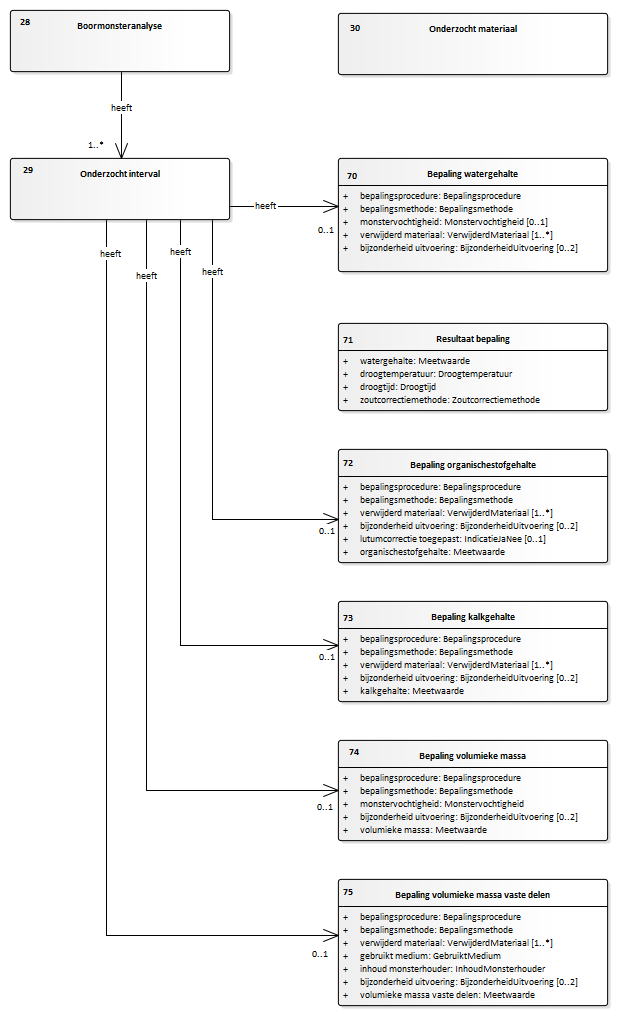 28
Boormonsteranalyse
30
Onderzocht materiaal
heeft
1..*
29
Onderzocht interval
70
Bepaling watergehalte
+ bepalingsprocedure: Bepalingsprocedure
+ bepalingsmethode: Bepalingsmethode
+ monstervochtigheid: Monstervochtigheid [0..1]
+ verwijderd materiaal: VerwijderdMateriaal [1..*]
+ bijzonderheid uitvoering: BijzonderheidUitvoering [0..2]
heeft
0..1
heeft
heeft
heeft
heeft
71
Resultaat bepaling
+ watergehalte: Meetwaarde
+ droogtemperatuur: Droogtemperatuur
+ droogtijd: Droogtijd
+ zoutcorrectiemethode: Zoutcorrectiemethode
72
Bepaling organischestofgehalte
+ bepalingsprocedure: Bepalingsprocedure
+ bepalingsmethode: Bepalingsmethode
+ verwijderd materiaal: VerwijderdMateriaal [1..*]
+ bijzonderheid uitvoering: BijzonderheidUitvoering [0..2]
+ lutumcorrectie toegepast: IndicatieJaNee [0..1]
+ organischestofgehalte: Meetwaarde
0..1
73
Bepaling kalkgehalte
+ bepalingsprocedure: Bepalingsprocedure
+ bepalingsmethode: Bepalingsmethode
+ verwijderd materiaal: VerwijderdMateriaal [1..*]
+ bijzonderheid uitvoering: BijzonderheidUitvoering [0..2]
+ kalkgehalte: Meetwaarde
0..1
74
Bepaling volumieke massa
+ bepalingsprocedure: Bepalingsprocedure
+ bepalingsmethode: Bepalingsmethode
+ monstervochtigheid: Monstervochtigheid
+ bijzonderheid uitvoering: BijzonderheidUitvoering [0..2]
+ volumieke massa: Meetwaarde
0..1
75
Bepaling volumieke massa vaste delen
+ bepalingsprocedure: Bepalingsprocedure
+ bepalingsmethode: Bepalingsmethode
+ verwijderd materiaal: VerwijderdMateriaal [1..*]
+ gebruikt medium: GebruiktMedium
+ inhoud monsterhouder: InhoudMonsterhouder
+ bijzonderheid uitvoering: BijzonderheidUitvoering [0..2]
+ volumieke massa vaste delen: Meetwaarde
0..1